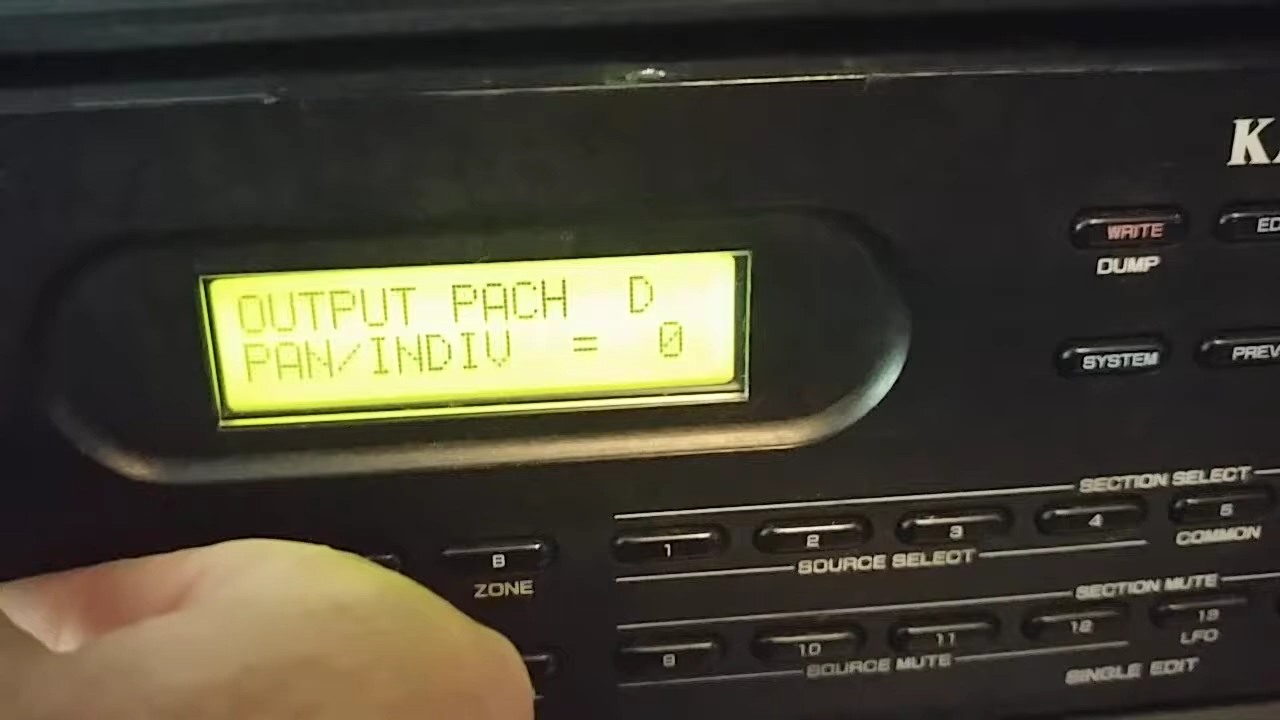 OUTPUT PACH D
PAN/INDIV = 0
WRITE
DUMP
SYSTEM
SECTION SELECT
1 2 3 4 5
SOURCE SELECT
COMMON
B
ZONE
SECTION MUTE
9 10 11 12 13
SOURCE MUTE
LFO
SINGLE EDIT